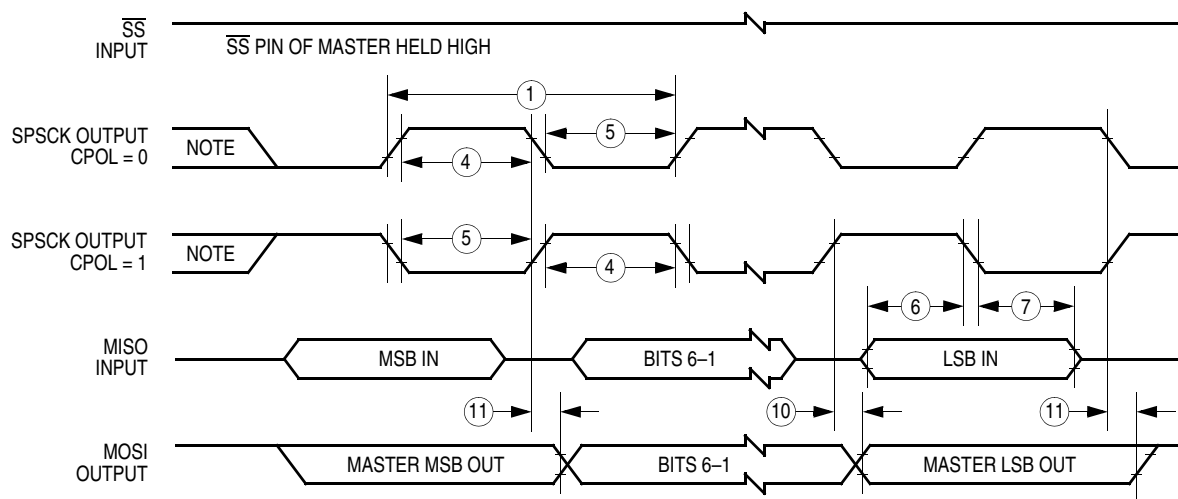 SS
INPUT
SS PIN OF MASTER HELD HIGH
1
SPSCK OUTPUT
CPOL = 0
NOTE
5
4
SPSCK OUTPUT
CPOL = 1
NOTE
5
4
6
7
MISO
INPUT
MSB IN
BITS 6–1
LSB IN
11
10
11
MOSI
OUTPUT
MASTER MSB OUT
BITS 6–1
MASTER LSB OUT